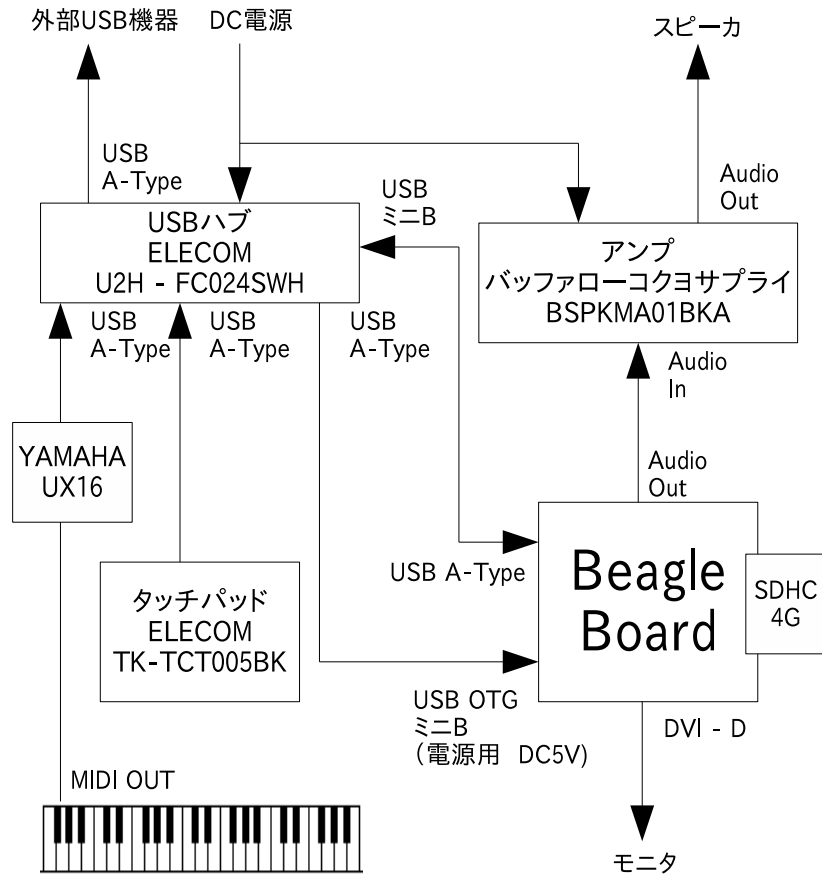 外部USB機器
DC電源
スピーカ
USB
A-Type
USB
ミニB
Audio
Out
USBハブ
ELECOM
U2H - FC024SWH
アンプ
バッファローコクヨサプライ
BSPKMA01BKA
USB
A-Type
USB
A-Type
USB
A-Type
Audio
In
YAMAHA
UX16
Audio
Out
USB A-Type
Beagle
Board
SDHC
4G
タッチパッド
ELECOM
TK-TCT005BK
USB OTG
ミニB
（電源用　DC5V)
DVI - D
MIDI OUT
モニタ